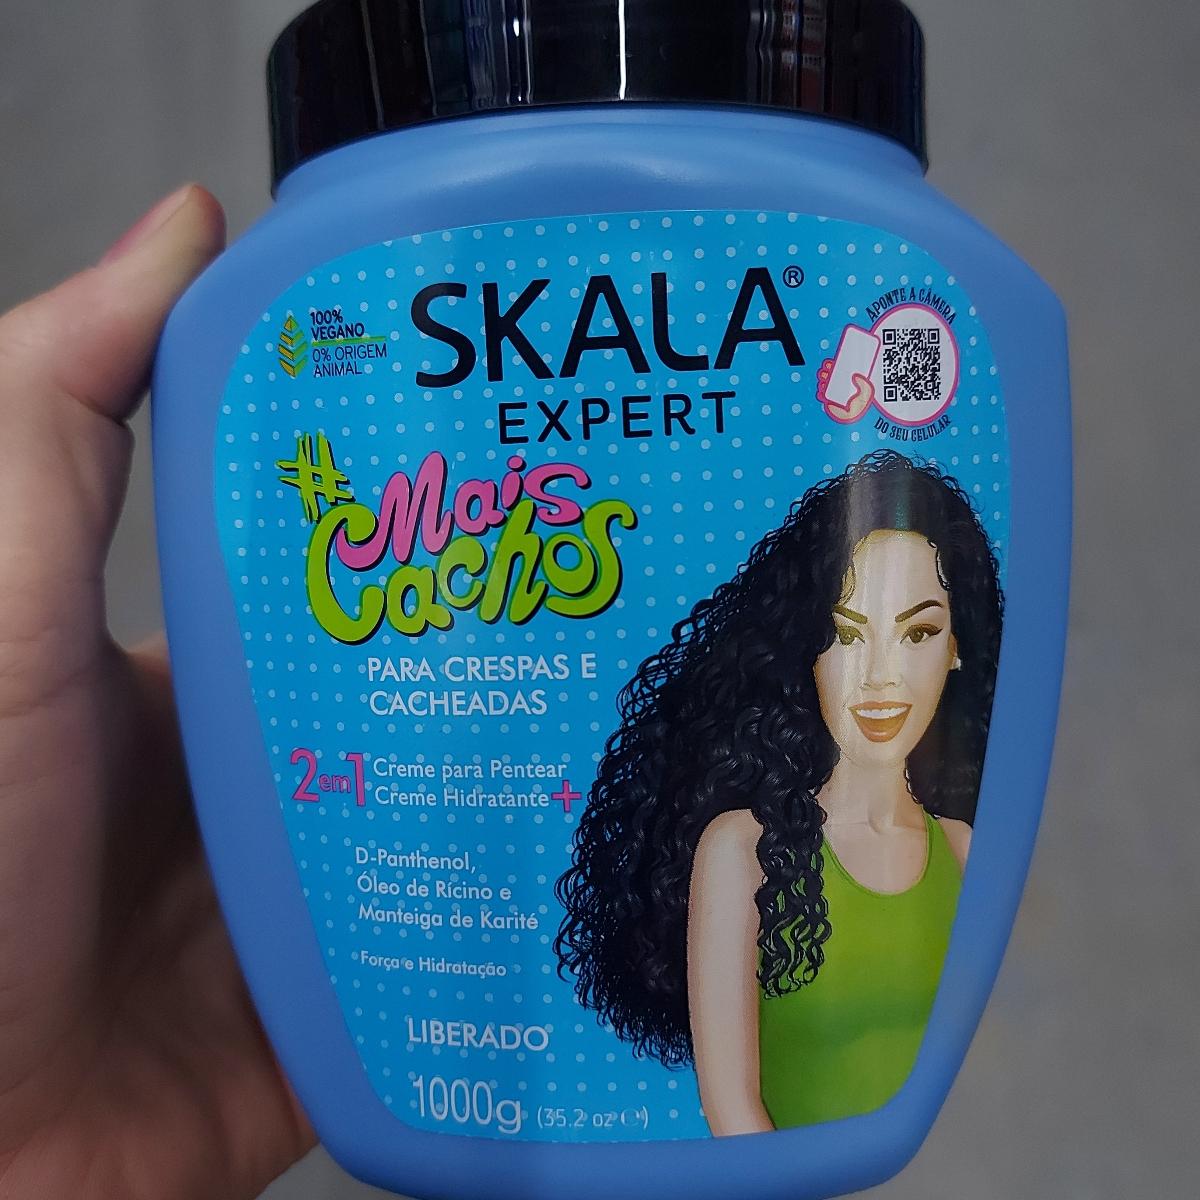 SKALA®
EXPERT
100%
VEGANO
0% ORIGEM
ANIMAL
APONTE A CÂMERA
DO SEU CELULAR
#Mais
Cachos
PARA CRESPAS E
CACHEADAS
2em1 Creme para Pentear
Creme Hidratante +
D-Panthenol,
Óleo de Rícino e
Manteiga de Karité
Força e Hidratação
LIBERADO
1000g (35.2 oz ℮)